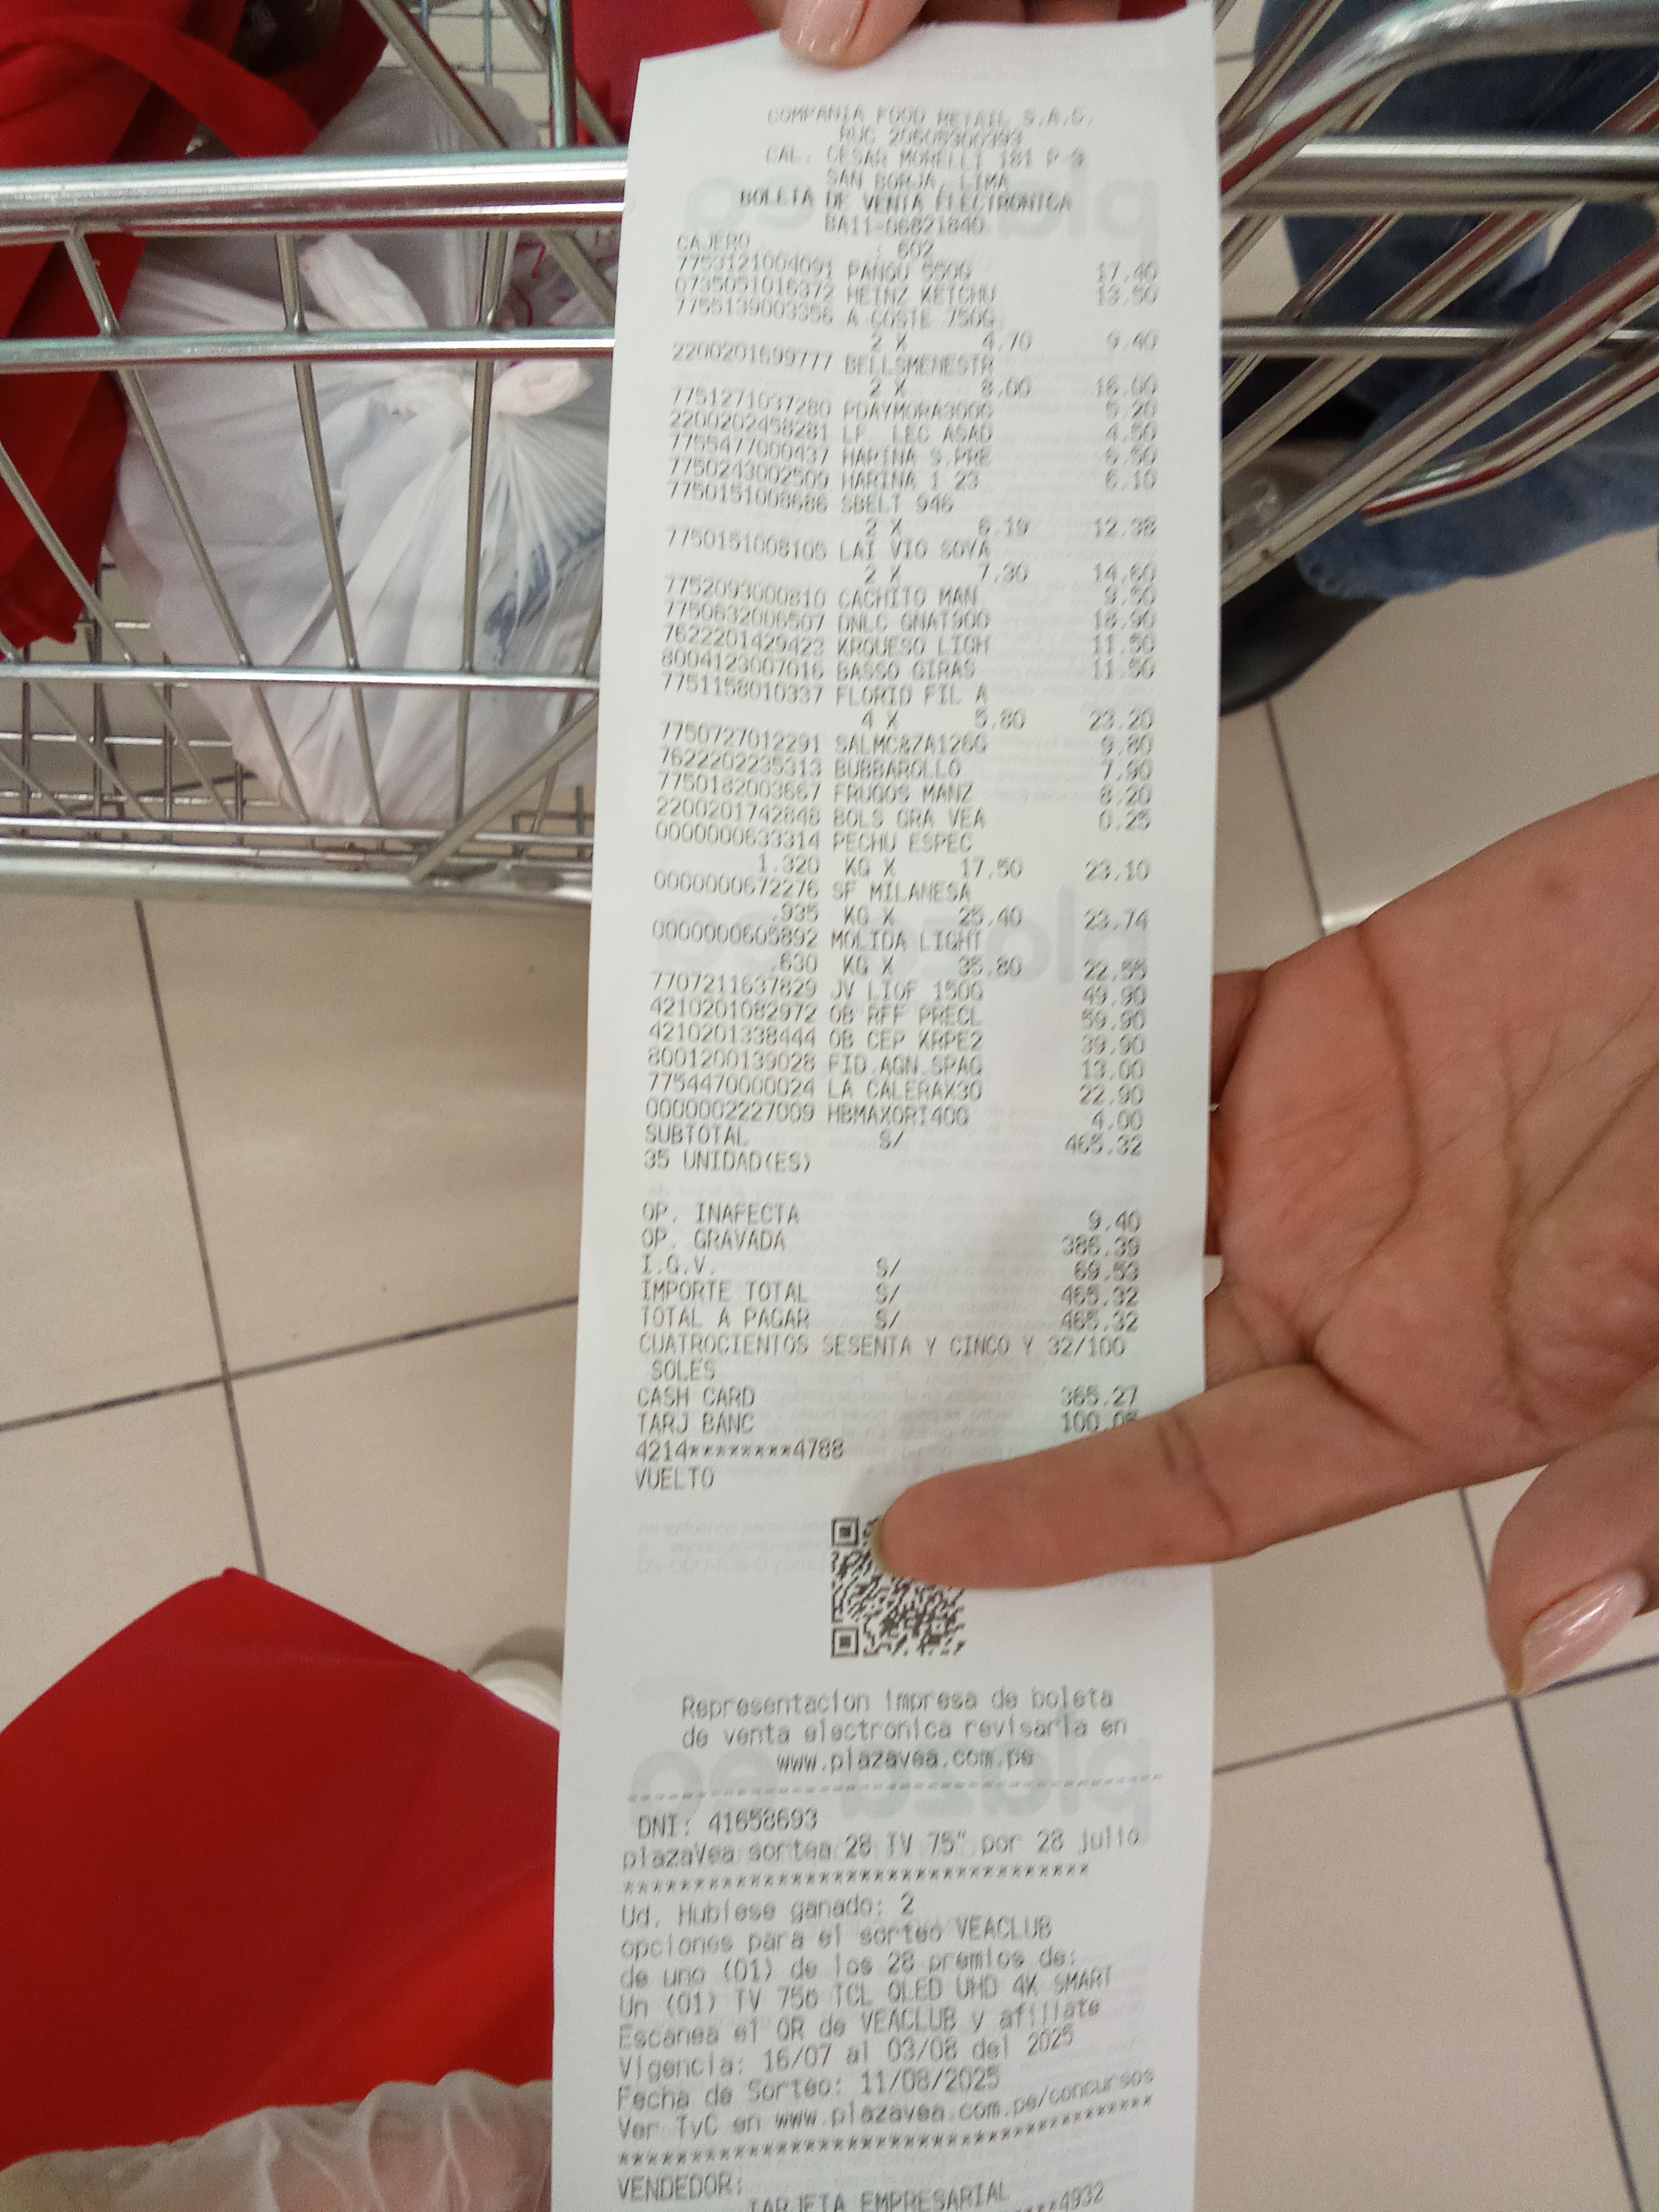 COMPANIA FOOD RETAIL S.A.S.
RUC 20608300393
CAL. CESAR MORELLI 181 P-3
SAN BORJA, LIMA
BOLETA DE VENTA ELECTRONICA
BA11-06821840
CAJERO : 602
7753121004091 PANQU 550G 17.40
0735051016372 HEINZ KETCHU 13.50
7755139003356 A COSTE 750G
2 X 4.70 9.40
2200201699777 BELLSMENESTR
2 X 8.00 16.00
7751271037280 PDAYMORA300G 5.20
2200202458281 LF LEC ASAD 4.50
7755477000437 HARINA S.PRE 6.50
7750243002509 HARINA 1 23 6.10
7750151008686 SBELT 946
2 X 6.19 12.38
7750151008105 LAI VIO SOYA
2 X 7.30 14.60
7752093000810 CACHITO MAN 9.50
7750632006507 DNLC GNAT900 18.90
7622201429423 KRQUESO LIGH 11.50
8004123007016 BASSO GIRAS 11.50
7751158010337 FLORID FIL A
4 X 5.80 23.20
7750727012291 SALMC8ZA126G 9.80
7622202235313 BUBBAROLLO 7.90
7750182003667 FRUGOS MANZ 8.20
2200201742848 BOLS GRA VEA 0.25
0000000633314 PECHU ESPEC
1.320 KG X 17.50 23.10
0000000672276 SF MILANESA
.935 KG X 25.40 23.74
0000000605892 MOLIDA LIGHT
.630 KG X 35.80 22.55
7707211637829 JV LIOF 150G 49.90
4210201082972 OB RFF PRECL 59.90
4210201338444 OB CEP XRPE2 39.90
8001200139028 FID.AGN.SPAG 13.00
7754470000024 LA CALERAX30 22.90
0000002227009 HBMAXORI40G 4.00
SUBTOTAL S/ 465.32
35 UNIDAD(ES)
OP. INAFECTA 9.40
OP. GRAVADA 386.39
I.G.V. S/ 69.53
IMPORTE TOTAL S/ 465.32
TOTAL A PAGAR S/ 465.32
CUATROCIENTOS SESENTA Y CINCO Y 32/100
SOLES
CASH CARD 365.27
TARJ BANC 100.05
4214********4788
VUELTO
Representacion impresa de boleta
de venta electronica revisarla en
www.plazavea.com.pe
DNI: 41658693
plazaVea sortea 28 TV 75" por 28 julio
***********************************
Ud. Hubiese ganado: 2
opciones para el sorteo VEACLUB
de uno (01) de los 28 premios de:
Un (01) TV 75o TCL QLED UHD 4K SMART
Escanea el QR de VEACLUB y afiliate
Vigencia: 16/07 al 03/08 del 2025
Fecha de Sorteo: 11/08/2025
Ver TyC en www.plazavea.com.pe/concursos
***************************************
VENDEDOR:
TARJETA EMPRESARIAL
4932